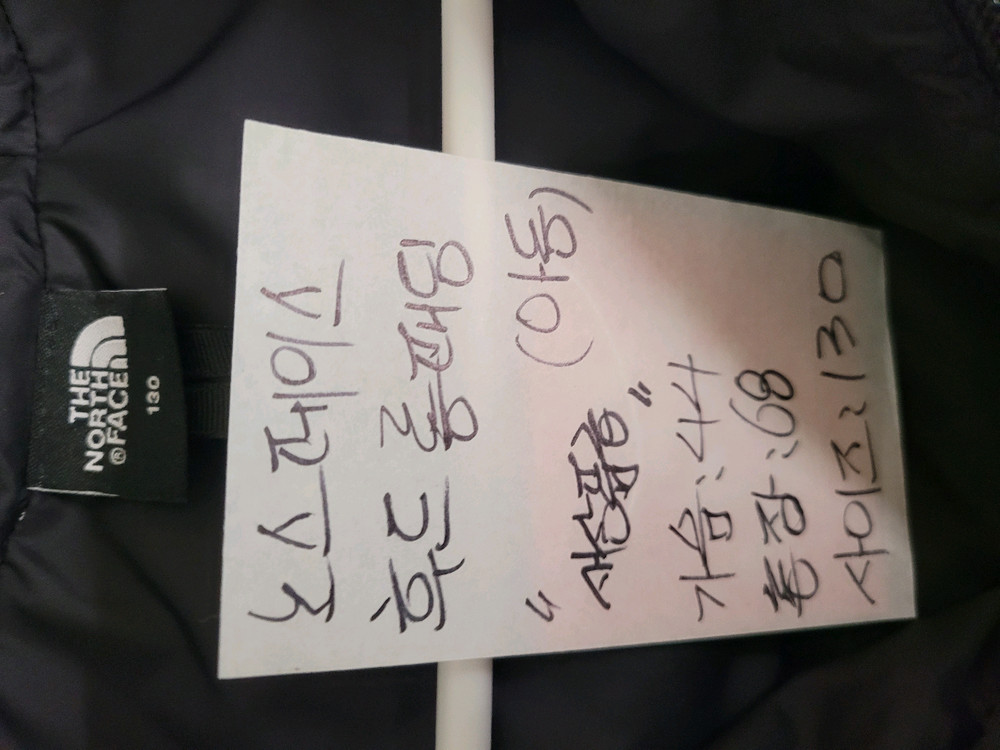 THE
NORTH
FACE®
130
노스페이스
후드 롱패딩
(아동)
"새상품"
가슴:44
총장:68
사이즈:130